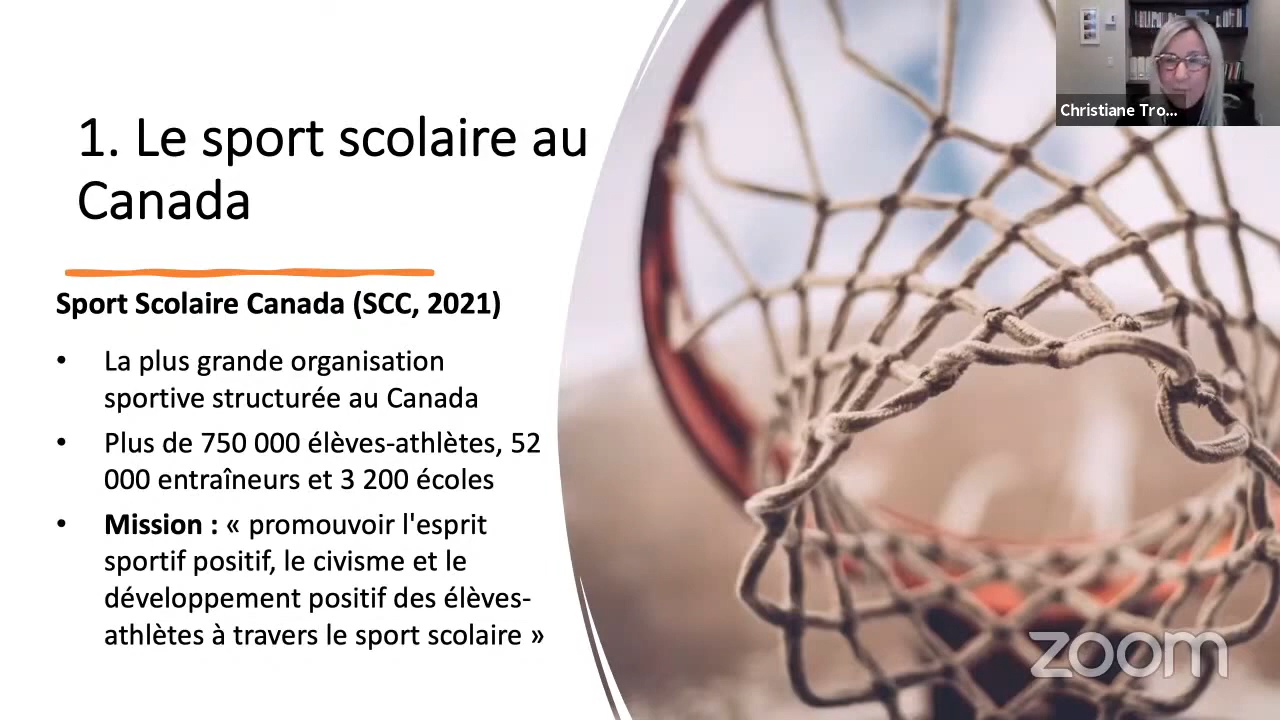 1. Le sport scolaire au
Canada
Sport Scolaire Canada (SCC, 2021)
• La plus grande organisation
sportive structurée au Canada
• Plus de 750 000 élèves-athlètes, 52
000 entraîneurs et 3 200 écoles
• Mission : « promouvoir l'esprit
sportif positif, le civisme et le
développement positif des élèves-
athlètes à travers le sport scolaire »
Christiane Tro...
zoom